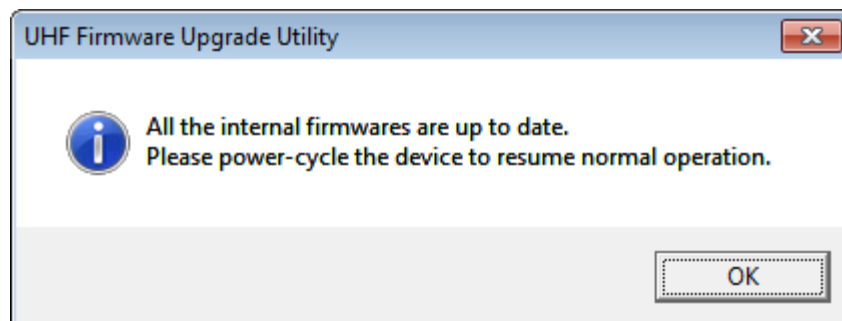 UHF Firmware Upgrade Utility
All the internal firmwares are up to date.
Please power-cycle the device to resume normal operation.
OK